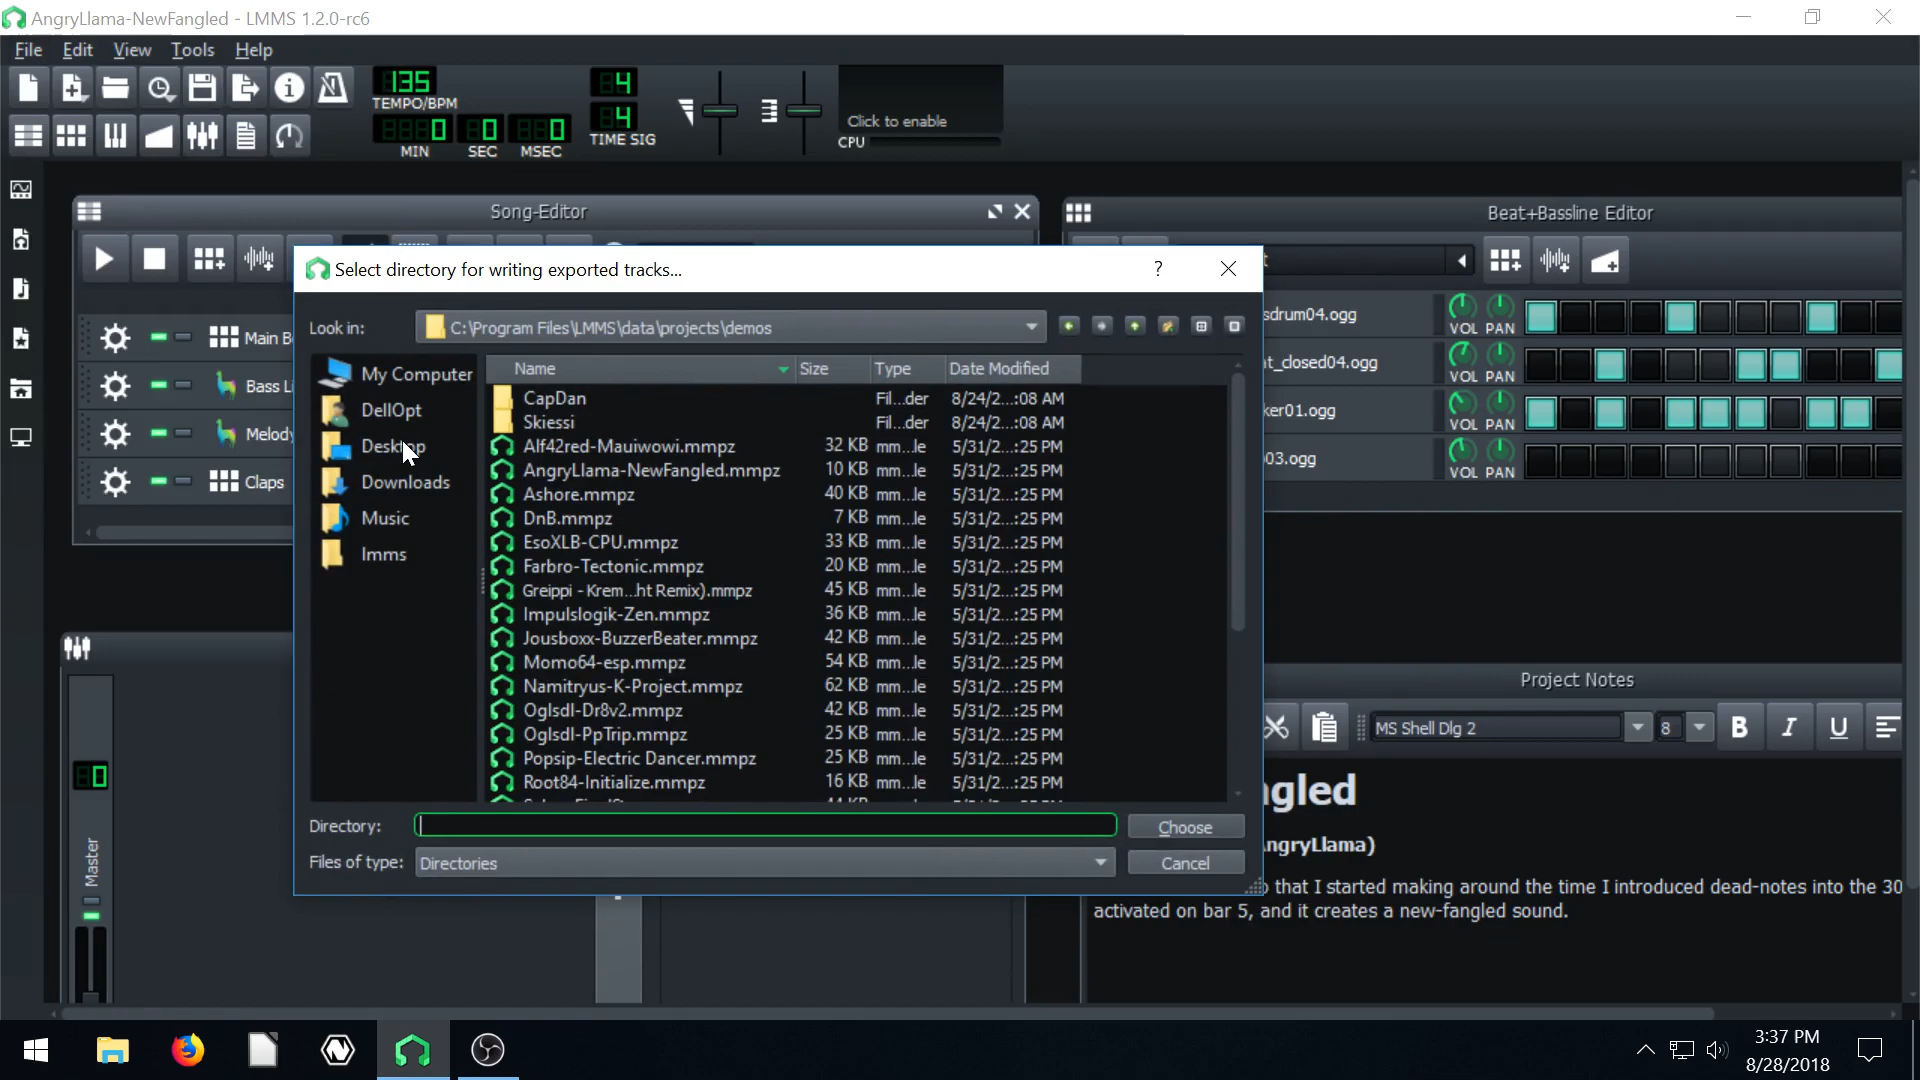 AngryLlama-NewFangled - LMMS 1.2.0-rc6
File Edit View Tools Help
135
TEMPO/BPM
0 0 0
MIN SEC MSEC
4
4
TIME SIG
Click to enable
CPU
Song-Editor
Beat+Bassline Editor
Main B
Bass Li
Melody
Claps
sdrum04.ogg
VOL PAN
t_closed04.ogg
VOL PAN
ker01.ogg
VOL PAN
03.ogg
VOL PAN
Select directory for writing exported tracks...
?
Look in: C:\Program Files\LMMS\data\projects\demos
My Computer
DellOpt
Desktop
Downloads
Music
lmms
Name Size Type Date Modified
CapDan Fil...der 8/24/2...:08 AM
Skiessi Fil...der 8/24/2...:08 AM
Alf42red-Mauiwowi.mmpz 32 KB mm...le 5/31/2...:25 PM
AngryLlama-NewFangled.mmpz 10 KB mm...le 5/31/2...:25 PM
Ashore.mmpz 40 KB mm...le 5/31/2...:25 PM
DnB.mmpz 7 KB mm...le 5/31/2...:25 PM
EsoXLB-CPU.mmpz 33 KB mm...le 5/31/2...:25 PM
Farbro-Tectonic.mmpz 20 KB mm...le 5/31/2...:25 PM
Greippi - Krem...ht Remix).mmpz 45 KB mm...le 5/31/2...:25 PM
Impulslogik-Zen.mmpz 36 KB mm...le 5/31/2...:25 PM
Jousboxx-BuzzerBeater.mmpz 42 KB mm...le 5/31/2...:25 PM
Momo64-esp.mmpz 54 KB mm...le 5/31/2...:25 PM
Namitryus-K-Project.mmpz 62 KB mm...le 5/31/2...:25 PM
Oglsdl-Dr8v2.mmpz 42 KB mm...le 5/31/2...:25 PM
Oglsdl-PpTrip.mmpz 25 KB mm...le 5/31/2...:25 PM
Popsip-Electric Dancer.mmpz 25 KB mm...le 5/31/2...:25 PM
Root84-Initialize.mmpz 16 KB mm...le 5/31/2...:25 PM
Directory: Choose
Files of type: Directories Cancel
0
Master
Project Notes
MS Shell Dlg 2 8 B I U
gled
AngryLlama)
that I started making around the time I introduced dead-notes into the 30
activated on bar 5, and it creates a new-fangled sound.
3:37 PM
8/28/2018